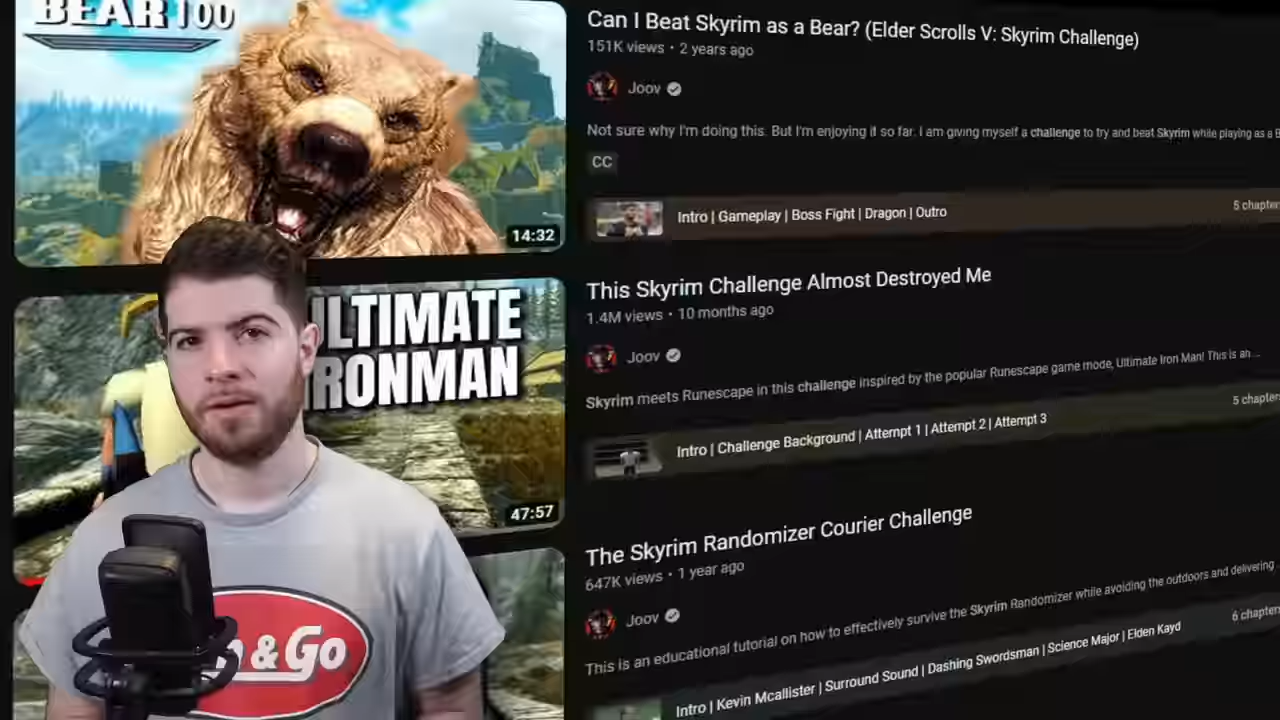 BEAR 100
14:32
Can I Beat Skyrim as a Bear? (Elder Scrolls V: Skyrim Challenge)
151K views • 2 years ago
Joov
Not sure why I'm doing this. But I'm enjoying if so far. I am giving myself a challenge to try and beat Skyrim while playing as a
CC
Intro | Gameplay | Boss Fight | Dragon | Outro
5 chapter
ULTIMATE
IRONMAN
47:57
This Skyrim Challenge Almost Destroyed Me
1.4M views • 10 months ago
Joov
Skyrim meets Runescape in this challenge inspired by the popular Runescape game mode, Ultimate Iron Man! This is an...
5 chapters
Intro | Challenge Background | Attempt 1 | Attempt 2 | Attempt 3
The Skyrim Randomizer Courier Challenge
647K views • 1 year ago
Joov
This is an educational tutorial on how to effectively survive the Skyrim Randomizer while avoiding the outdoors and delivering
6 chapters
Intro | Kevin Mcallister | Surround Sound | Dashing Swordsman | Science Major | Elden Kayd
& Go